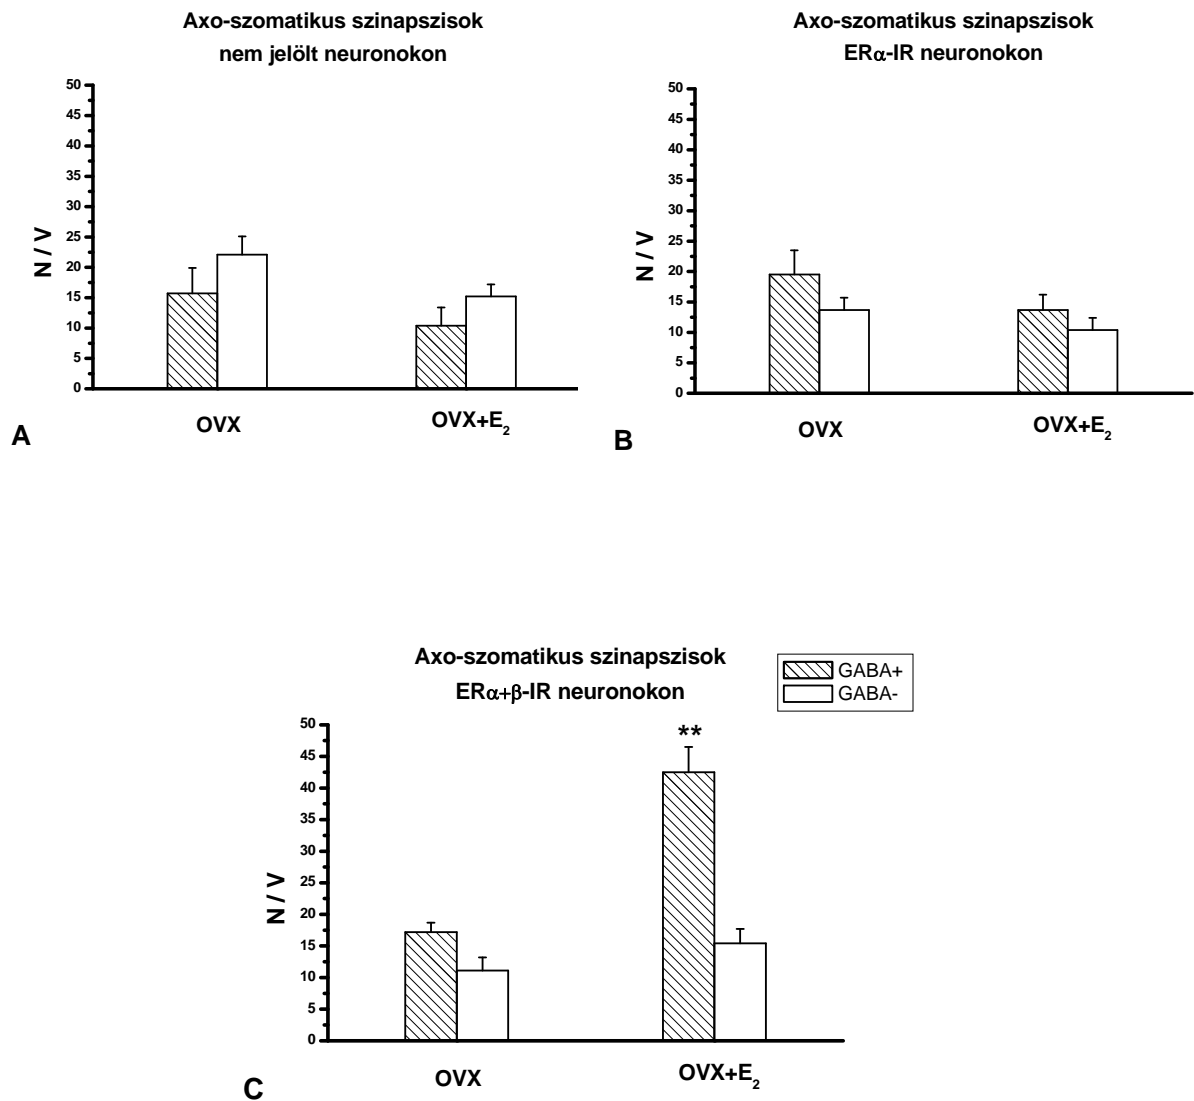 Axo-szomatikus szinapszisok
nem jelölt neuronokon
50
45
40
35
30
25
20
15
10
5
0
N / V
OVX
OVX+E₂
A
Axo-szomatikus szinapszisok
ERα-IR neuronokon
50
45
40
35
30
25
20
15
10
5
0
N / V
OVX
OVX+E₂
B
Axo-szomatikus szinapszisok
ERα+β-IR neuronokon
GABA+
GABA-
50
45
40
35
30
25
20
15
10
5
0
N / V
**
OVX
OVX+E₂
C